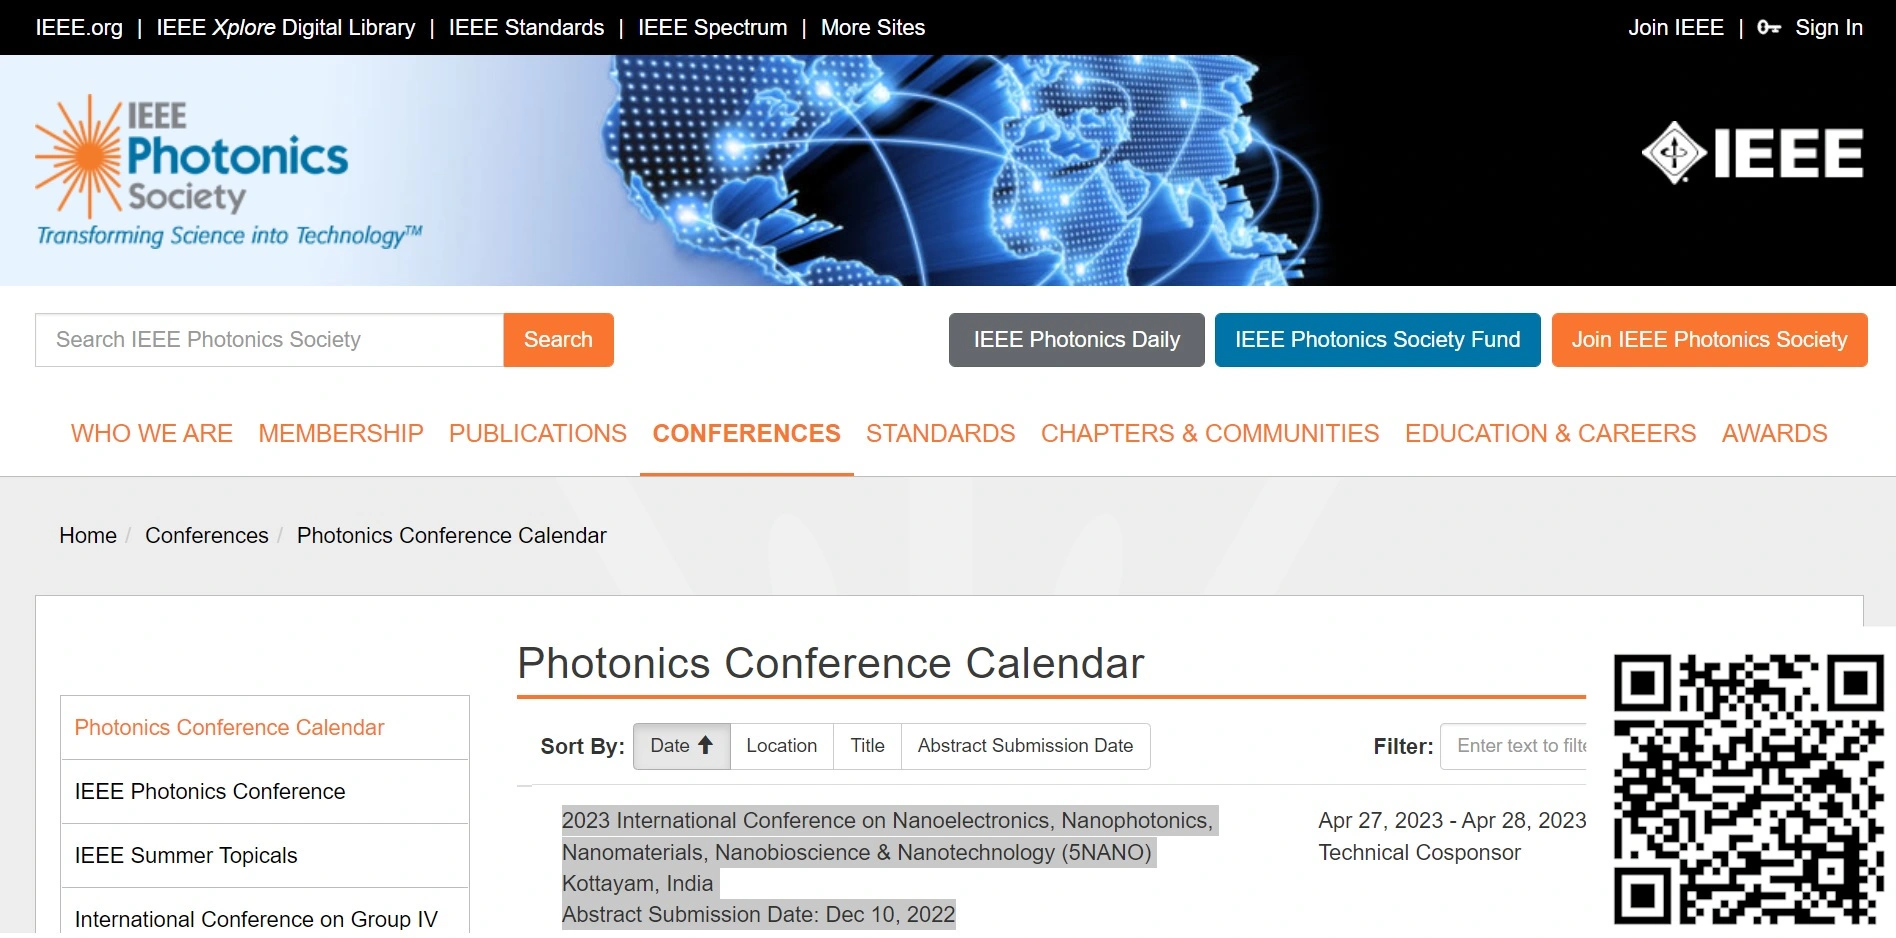 IEEE.org | IEEE Xplore Digital Library | IEEE Standards | IEEE Spectrum | More Sites
Join IEEE | Sign In
IEEE
Photonics
Society
Transforming Science into Technology™
IEEE
Search IEEE Photonics Society
Search
IEEE Photonics Daily
IEEE Photonics Society Fund
Join IEEE Photonics Society
WHO WE ARE MEMBERSHIP PUBLICATIONS CONFERENCES STANDARDS CHAPTERS & COMMUNITIES EDUCATION & CAREERS AWARDS
Home / Conferences / Photonics Conference Calendar
Photonics Conference Calendar
IEEE Photonics Conference
IEEE Summer Topicals
International Conference on Group IV
Photonics Conference Calendar
Sort By: Date Location Title Abstract Submission Date
Filter: Enter text to filte
2023 International Conference on Nanoelectronics, Nanophotonics,
Nanomaterials, Nanobioscience & Nanotechnology (5NANO)
Kottayam, India
Abstract Submission Date: Dec 10, 2022
Apr 27, 2023 - Apr 28, 2023
Technical Cosponsor